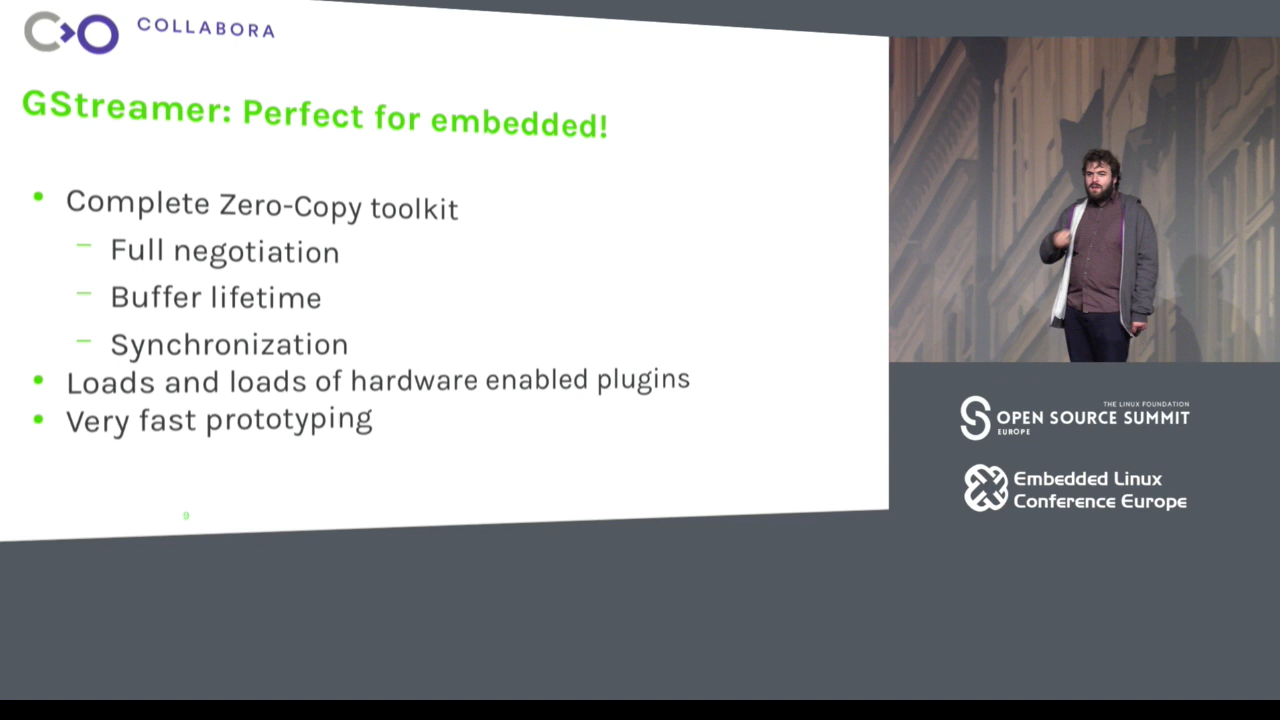 COLLABORA
GStreamer: Perfect for embedded!
• Complete Zero-Copy toolkit
– Full negotiation
– Buffer lifetime
– Synchronization
• Loads and loads of hardware enabled plugins
• Very fast prototyping
9
THE LINUX FOUNDATION
OPEN SOURCE SUMMIT
EUROPE
Embedded Linux
Conference Europe